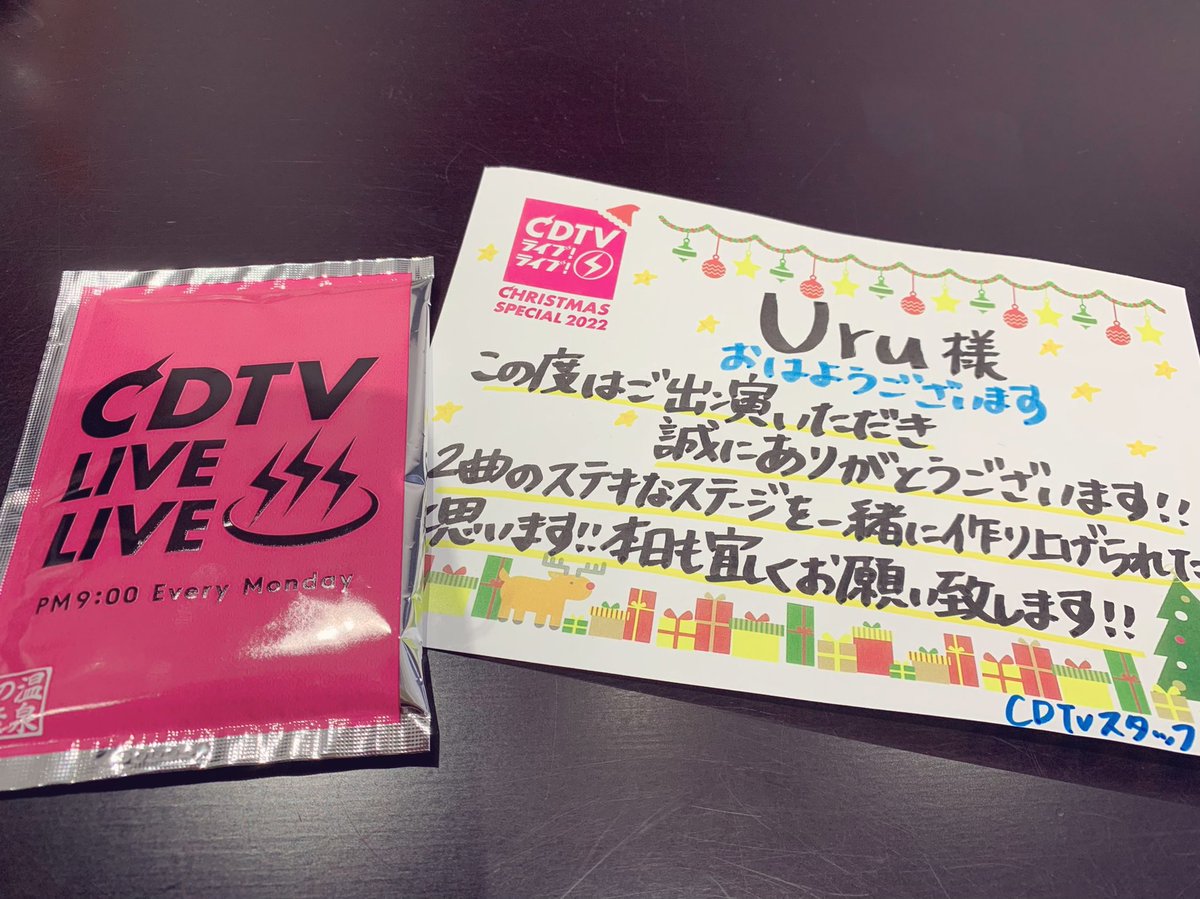 CDTV
LIVE
LIVE
PM9:00 Every Monday
温泉
の
CDTV
ライブ!
ライブ!
CHRISTMAS
SPECIAL 2022
Uru様
おはようございます
この度はご出演いただき
誠にありがとうございます!!
2曲のステキなステージを一緒に作り上げられた
思います!!本日も宜しくお願い致します!!
CDTVスタッフ